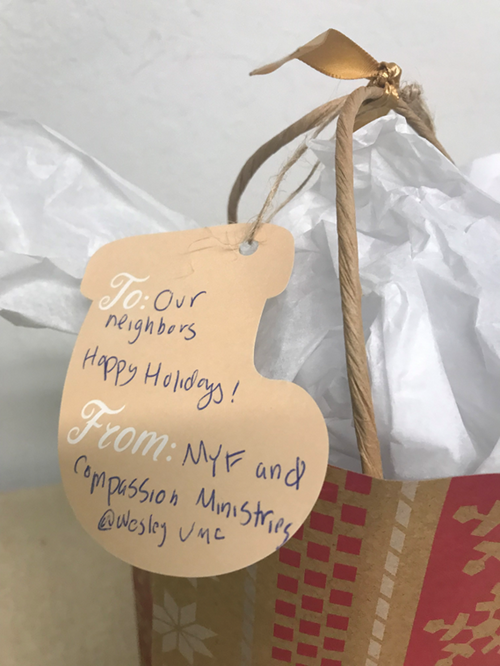 To: Our
neighbors
Happy Holidays!
From: MYF and
Compassion Ministries
@Wesley UMC